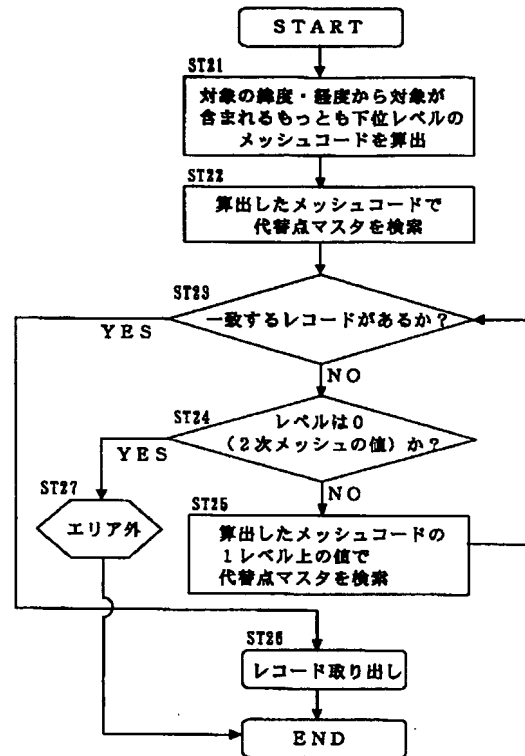 START
ST21
対象の緯度・経度から対象が
含まれるもっとも下位レベルの
メッシュコードを算出
ST22
算出したメッシュコードで
代替点マスタを検索
ST23
一致するレコードがあるか？
YES
NO
ST24
レベルは0
（2次メッシュの値）か？
YES
NO
ST27
エリア外
ST25
算出したメッシュコードの
1レベル上の値で
代替点マスタを検索
ST26
レコード取り出し
END